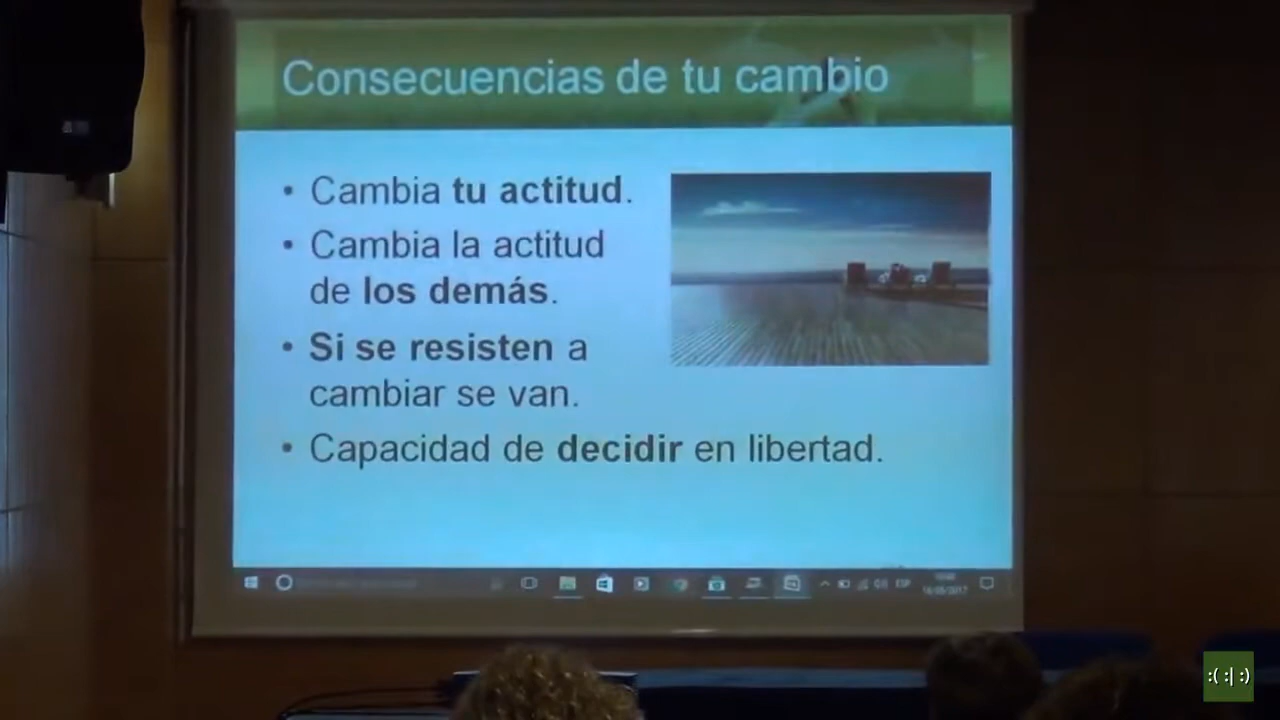 Consecuencias de tu cambio
• Cambia tu actitud.
• Cambia la actitud
de los demás.
• Si se resisten a
cambiar se van.
• Capacidad de decidir en libertad.
ESP
:( :| :)